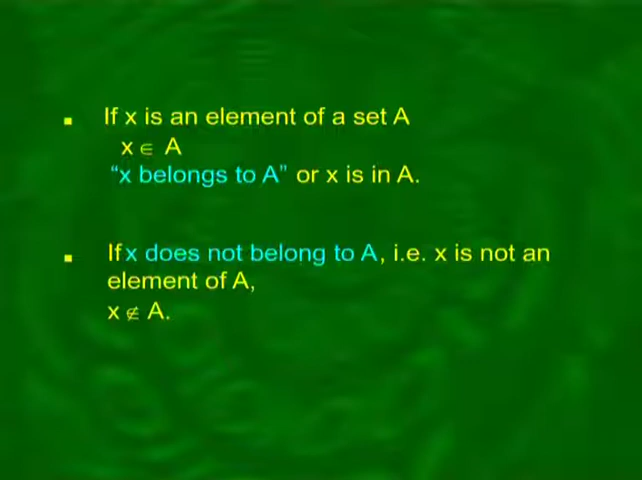 ▪ If x is an element of a set A
x ∈ A
“x belongs to A” or x is in A.
▪ If x does not belong to A, i.e. x is not an
element of A,
x ∉ A.